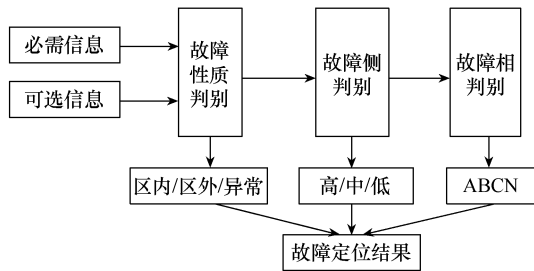 必需信息
可选信息
故障
性质
判别
故障侧
判别
故障相
判别
区内/区外/异常
高/中/低
ABCN
故障定位结果